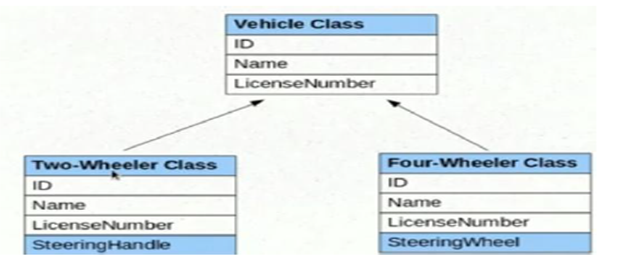 Vehicle Class
ID
Name
LicenseNumber
Two-Wheeler Class
ID
Name
LicenseNumber
SteeringHandle
Four-Wheeler Class
ID
Name
LicenseNumber
SteeringWheel